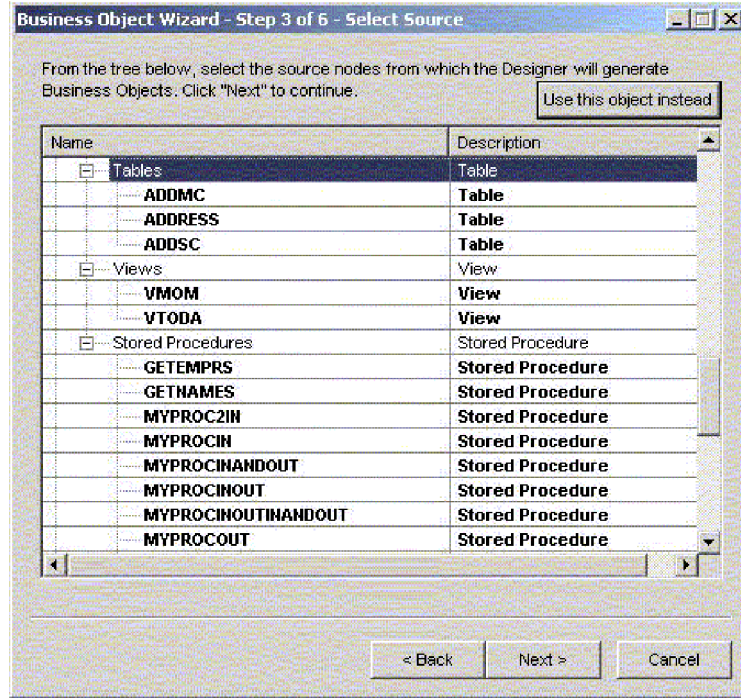 Business Object Wizard - Step 3 of 6 - Select Source
From the tree below, select the source nodes from which the Designer will generate
Business Objects. Click "Next" to continue.
Use this object instead
Name Description
Tables Table
ADDMC Table
ADDRESS Table
ADDSC Table
Views View
VMOM View
VTODA View
Stored Procedures Stored Procedure
GETEMPRS Stored Procedure
GETNAMES Stored Procedure
MYPROC2IN Stored Procedure
MYPROCIN Stored Procedure
MYPROCINANDOUT Stored Procedure
MYPROCINOUT Stored Procedure
MYPROCINOUTINANDOUT Stored Procedure
MYPROCOUT Stored Procedure
< Back Next > Cancel